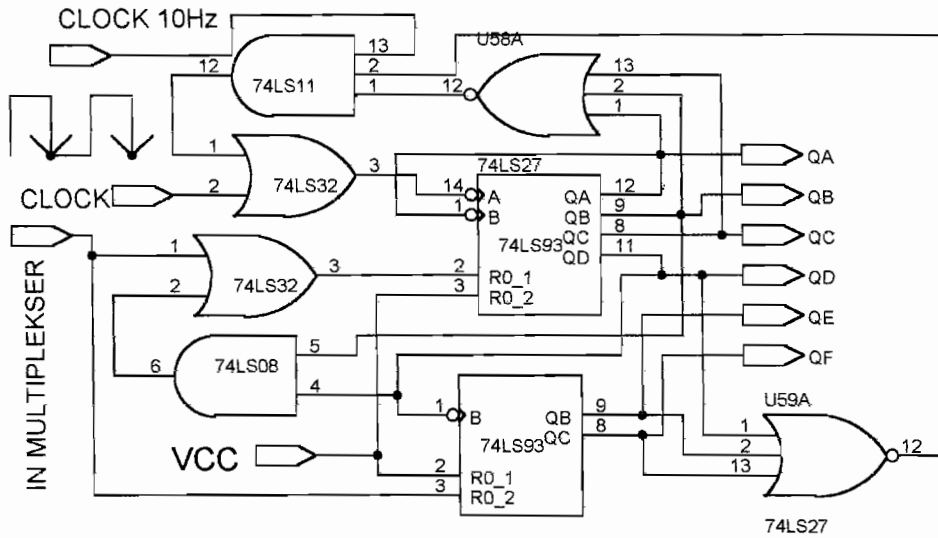 CLOCK 10Hz
U58A
13
2
1
12
74LS11
12
13
2
1
1
2
74LS32
3
CLOCK
74LS27
14
1
A
B
QA
QB
QC
QD
12
9
8
11
74LS93
R0_1
R0_2
2
3
QA
QB
QC
QD
QE
QF
IN MULTIPLEKSER
1
2
74LS32
3
6
74LS08
5
4
VCC
1
B
QB
QC
9
8
74LS93
R0_1
R0_2
2
3
U59A
1
2
13
12
74LS27